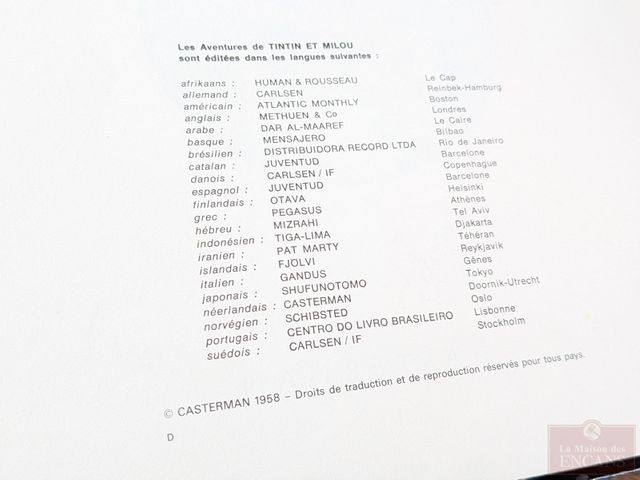 Les Aventures de TINTIN ET MILOU
sont éditées dans les langues suivantes :
afrikaans : HUMAN & ROUSSEAU Le Cap
allemand : CARLSEN Reinbek-Hamburg
américain : ATLANTIC MONTHLY Boston
anglais : METHUEN & Co Londres
arabe : DAR AL-MAAREF Le Caire
basque : MENSAJERO Bilbao
brésilien : DISTRIBUIDORA RECORD LTDA Rio de Janeiro
catalan : JUVENTUD Barcelone
danois : CARLSEN / IF Copenhague
espagnol : JUVENTUD Barcelone
finlandais : OTAVA Helsinki
grec : PEGASUS Athènes
hébreu : MIZRAHI Tel Aviv
indonésien : TIGA-LIMA Djakarta
iranien : PAT MARTY Téhéran
islandais : FJOLVI Reykjavik
italien : GANDUS Gênes
japonais : SHUFUNOTOMO Tokyo
néerlandais : CASTERMAN Doornik-Utrecht
norvégien : SCHIBSTED Oslo
portugais : CENTRO DO LIVRO BRASILEIRO Lisbonne
suédois : CARLSEN / IF Stockholm
© CASTERMAN 1958 – Droits de traduction et de reproduction réservés pour tous pays.
D
La Maison des
ENCANS